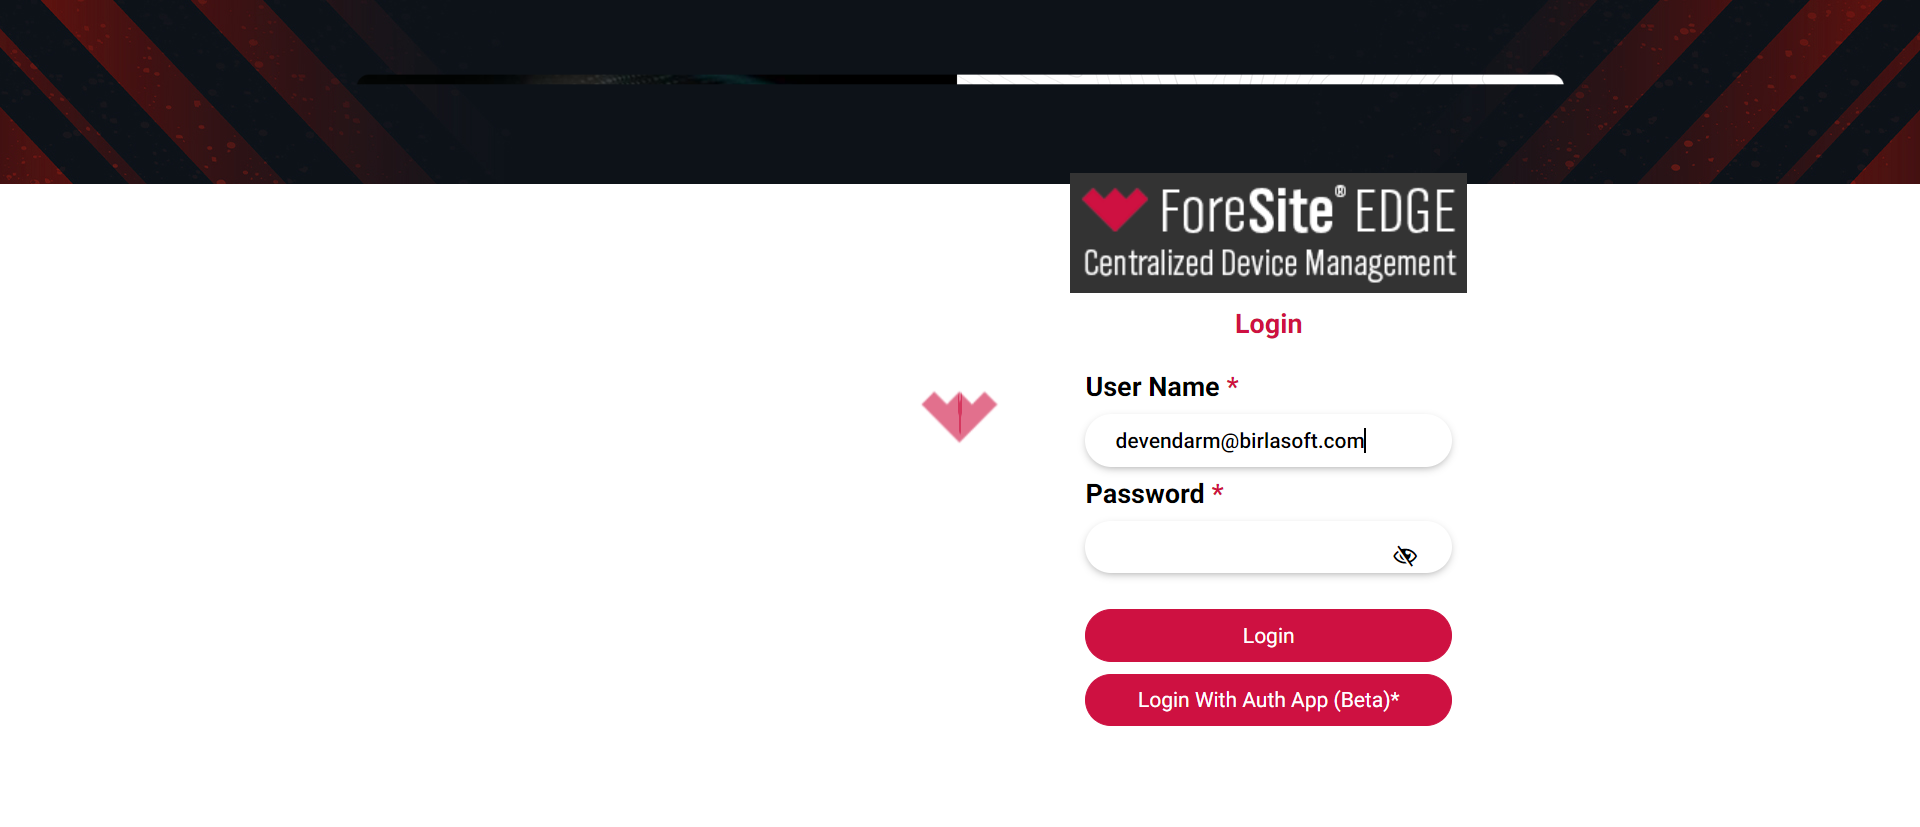 ForeSite® EDGE
Centralized Device Management
Login
User Name *
devendarm@birlasoft.com
Password *
Login
Login With Auth App (Beta)*